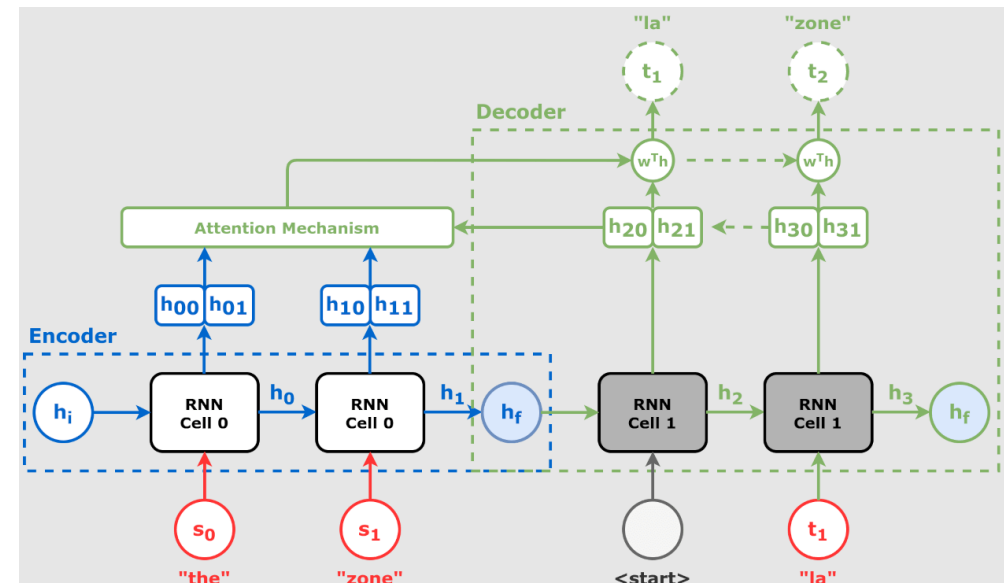 "la"
"zone"
t1
t2
Decoder
wTh
wTh
Attention Mechanism
h20 h21
h30 h31
h00 h01
h10 h11
Encoder
hi
RNN
Cell 0
h0
RNN
Cell 0
h1
hf
RNN
Cell 1
h2
RNN
Cell 1
h3
hf
s0
s1
t1
"the"
"zone"
<start>
"la"